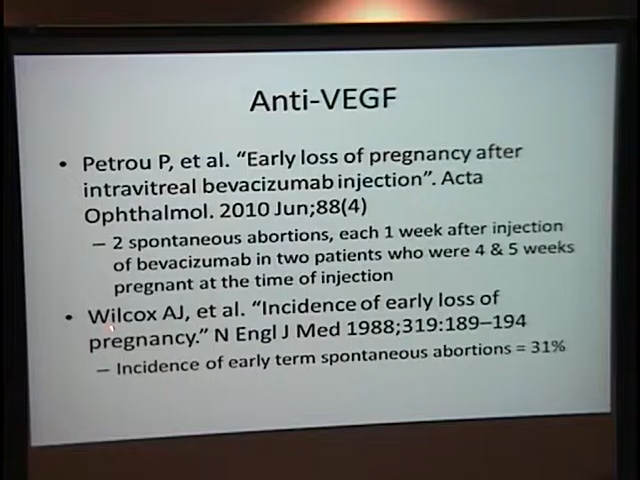 Anti-VEGF
• Petrou P, et al. “Early loss of pregnancy after
intravitreal bevacizumab injection”. Acta
Ophthalmol. 2010 Jun;88(4)
– 2 spontaneous abortions, each 1 week after injection
of bevacizumab in two patients who were 4 & 5 weeks
pregnant at the time of injection
• Wilcox AJ, et al. “Incidence of early loss of
pregnancy.” N Engl J Med 1988;319:189–194
– Incidence of early term spontaneous abortions = 31%